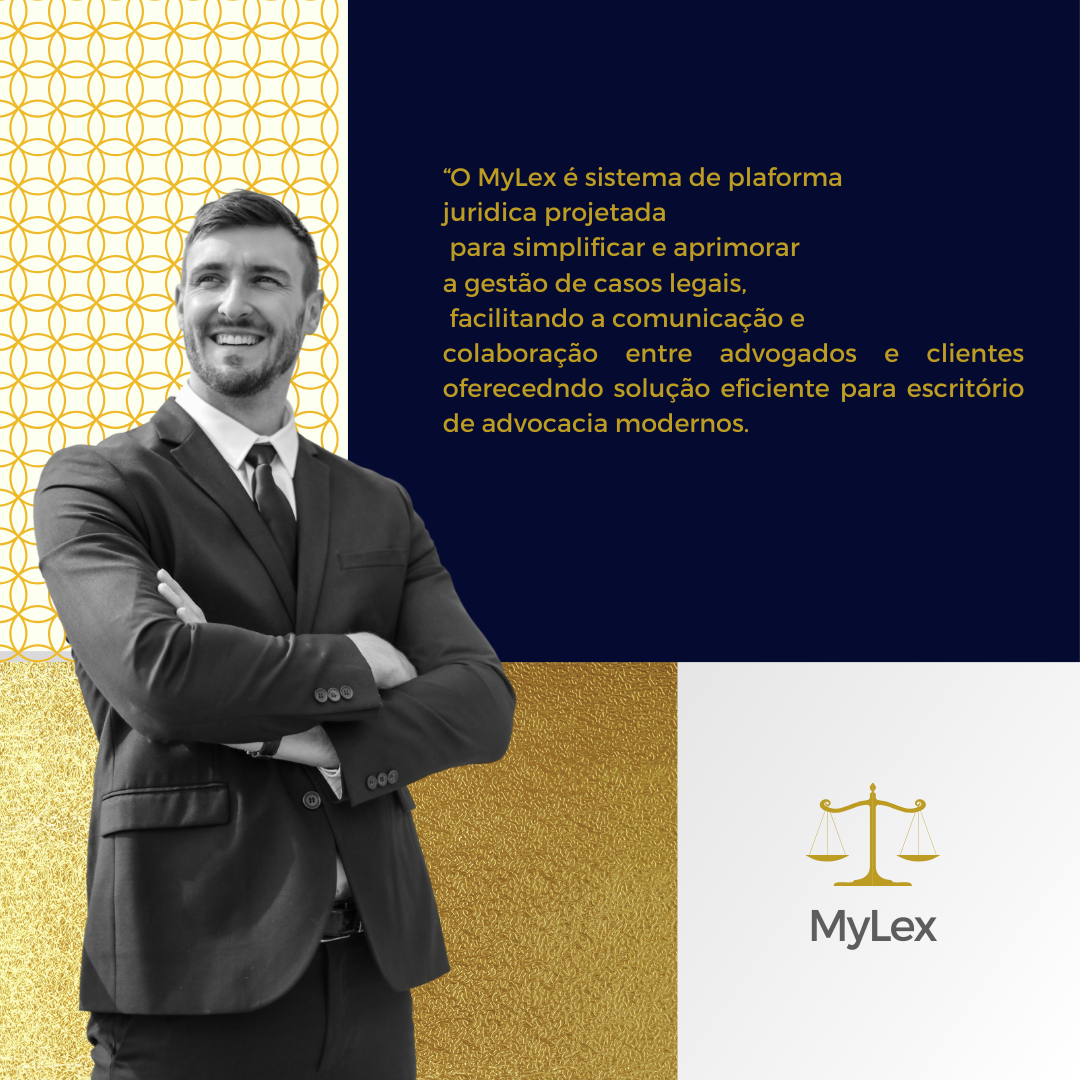 “O MyLex é sistema de plaforma
juridica projetada
para simplificar e aprimorar
a gestão de casos legais,
facilitando a comunicação e
colaboração entre advogados e clientes
oferecedndo solução eficiente para escritório
de advocacia modernos.
MyLex